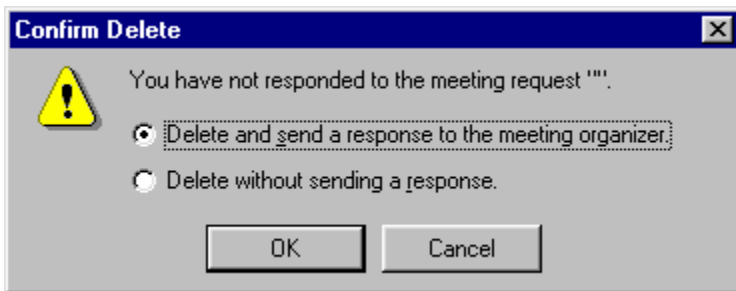 Confirm Delete
You have not responded to the meeting request '""'.
Delete and send a response to the meeting organizer.
Delete without sending a response.
OK
Cancel